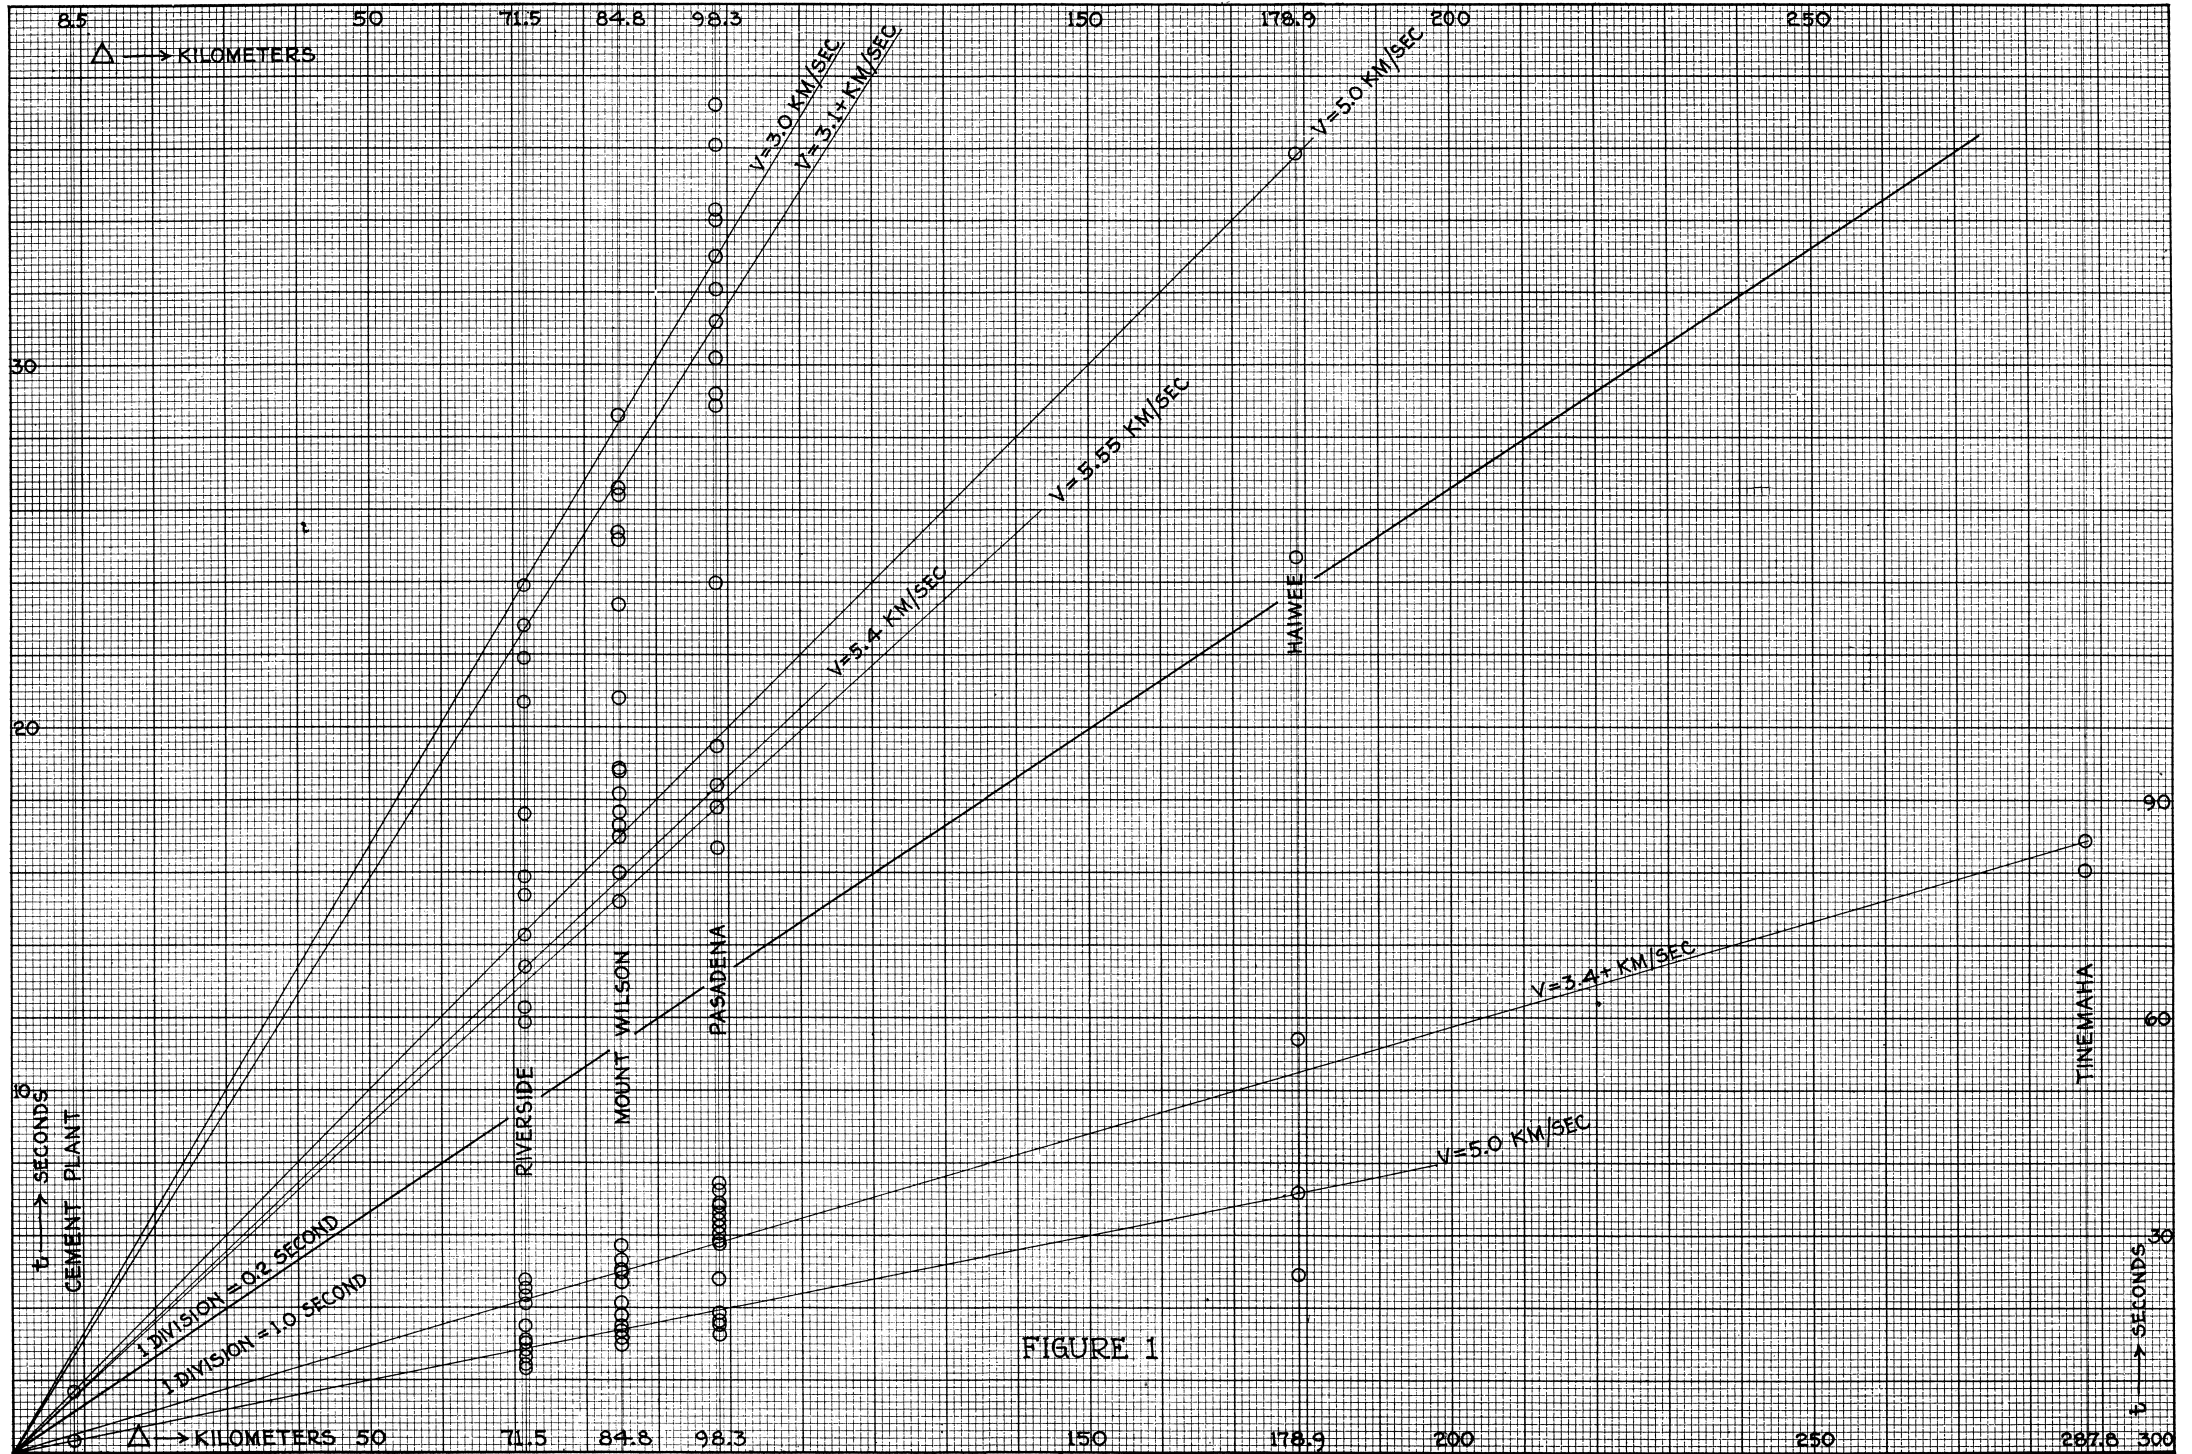 8.5 50 71.5 84.8 98.3 150 178.9 200 250
△ → KILOMETERS
V=3.0 KM/SEC
V=3.1+KM/SEC
V=5.0 KM/SEC
30
V=5.55 KM/SEC
V=5.4 KM/SEC
HAIWEE
20
90
PASADENA
MOUNT WILSON
V=3.4+ KM/SEC
TINEMAHA
60
RIVERSIDE
10
t → SECONDS
CEMENT PLANT
V=5.0 KM/SEC
1 DIVISION = 0.2 SECOND
1 DIVISION = 1.0 SECOND
30
t → SECONDS
FIGURE 1
△ → KILOMETERS 50 71.5 84.8 98.3 150 178.9 200 250 287.8 300